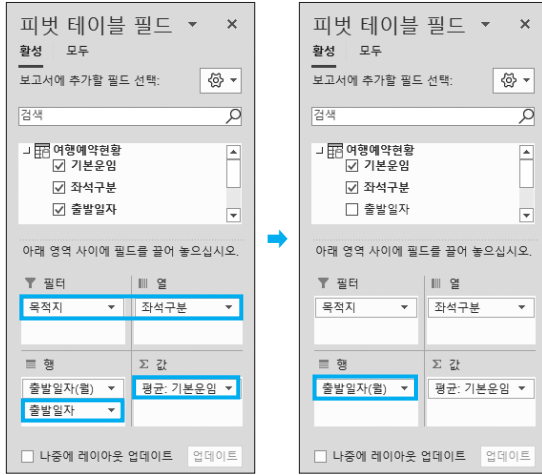 피벗 테이블 필드
활성 모두
보고서에 추가할 필드 선택:
검색
여행예약현황
기본운임
좌석구분
출발일자
아래 영역 사이에 필드를 끌어 놓으십시오.
필터 열
목적지 좌석구분
행 Σ 값
출발일자(월) 평균: 기본운임
출발일자
나중에 레이아웃 업데이트 업데이트
피벗 테이블 필드
활성 모두
보고서에 추가할 필드 선택:
검색
여행예약현황
기본운임
좌석구분
출발일자
아래 영역 사이에 필드를 끌어 놓으십시오.
필터 열
목적지 좌석구분
행 Σ 값
출발일자(월) 평균: 기본운임
나중에 레이아웃 업데이트 업데이트